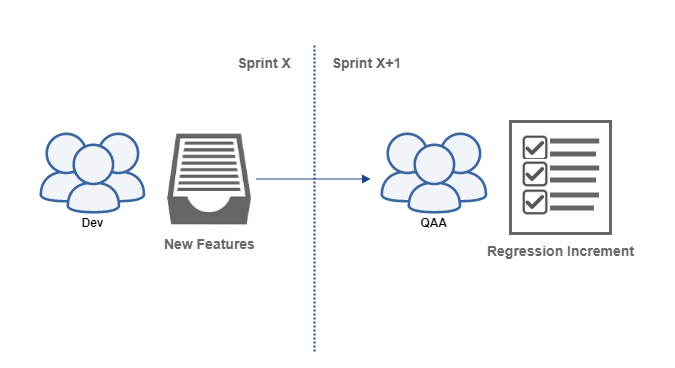 Sprint X
Sprint X+1
Dev
New Features
QAA
Regression Increment